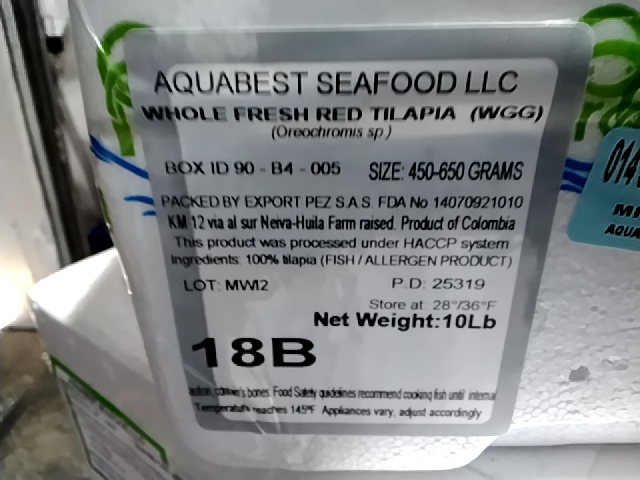 AQUABEST SEAFOOD LLC
WHOLE FRESH RED TILAPIA (WGG)
(Oreochromis sp.)
BOX ID 90 - B4 - 005 SIZE: 450-650 GRAMS
PACKED BY EXPORT PEZ S.A.S. FDA No 14070921010
KM 12 via al sur Neiva-Huila Farm raised. Product of Colombia
This product was processed under HACCP system
Ingredients: 100% tilapia (FISH / ALLERGEN PRODUCT)
LOT: MWI2 P.D: 25319
Store at: 28°/36°F
Net Weight:10Lb
18B
bones. Food Safety guidelines recommend cooking fish until internal
Temperature reaches 145°F Appliances vary, adjust accordingly